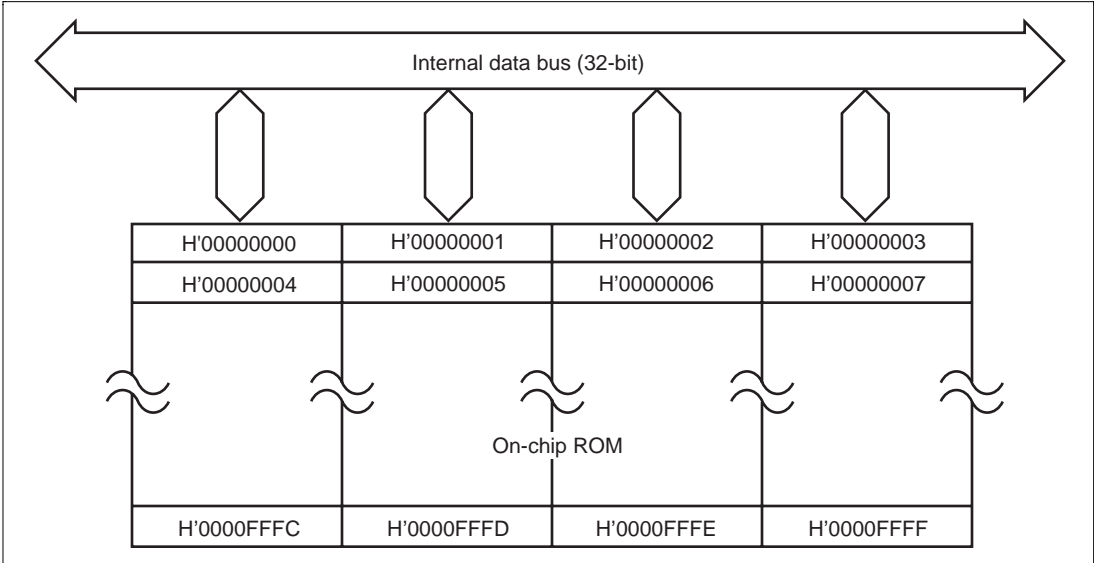 Internal data bus (32-bit)
H'00000000 H’00000001 H’00000002 H’00000003
H’00000004 H’00000005 H’00000006 H’00000007
On-chip ROM
H’0000FFFC H’0000FFFD H’0000FFFE H’0000FFFF